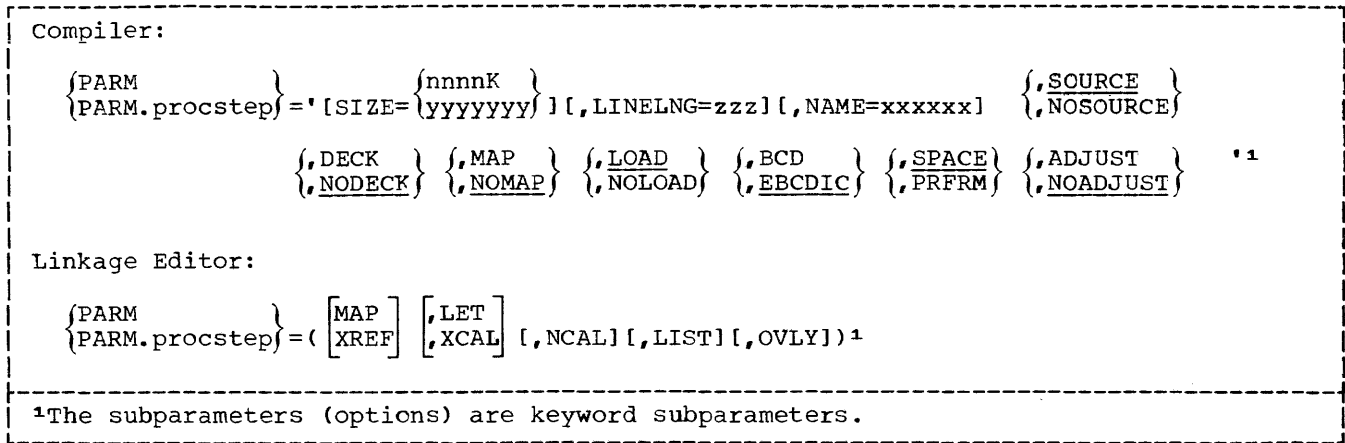 Compiler:
{PARM
PARM.procstep}='[SIZE={nnnnK
yyyyyyy}][,LINELNG=zzz][,NAME=xxxxxx] {,SOURCE
,NOSOURCE}
{,DECK
,NODECK} {,MAP
,NOMAP} {,LOAD
,NOLOAD} {,BCD
,EBCDIC} {,SPACE
,PRFRM} {,ADJUST
,NOADJUST} '1
Linkage Editor:
{PARM
PARM.procstep}=([MAP
XREF] [,LET
,XCAL] [,NCAL][,LIST][,OVLY])1
1The subparameters (options) are keyword subparameters.